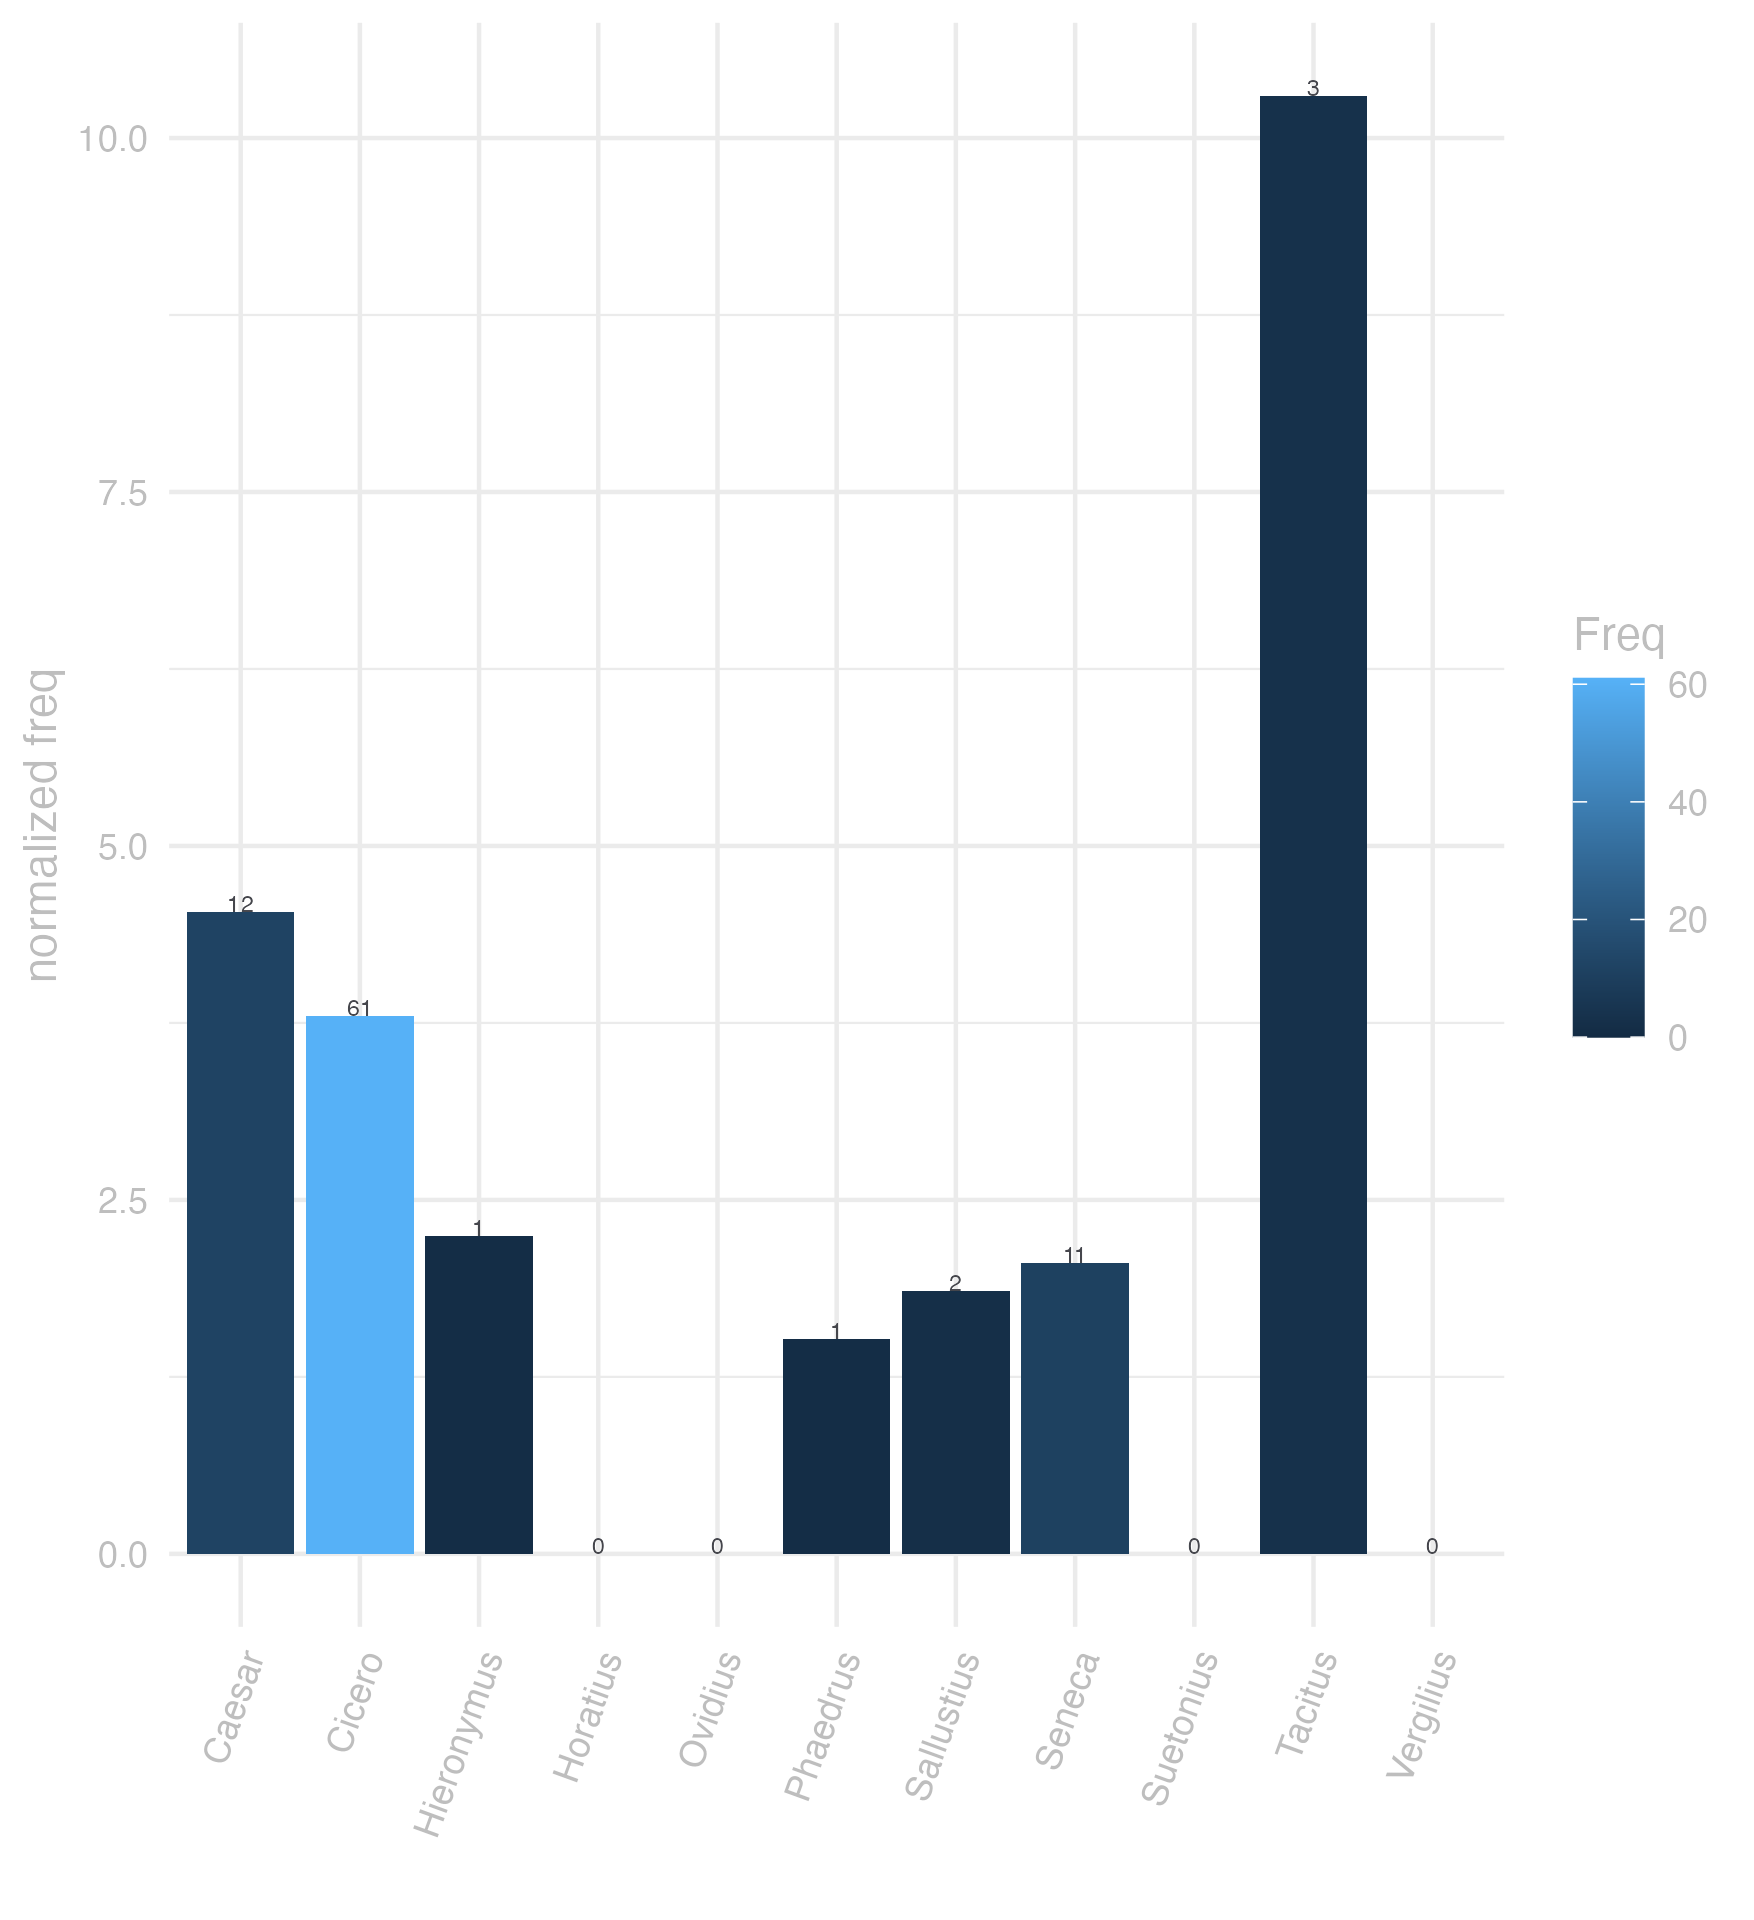 normalized freq
10.0
7.5
5.0
2.5
0.0
12
61
1
0
0
1
2
11
0
3
0
Caesar
Cicero
Hieronymus
Horatius
Ovidius
Phaedrus
Sallustius
Seneca
Suetonius
Tacitus
Vergilius
Freq
60
40
20
0